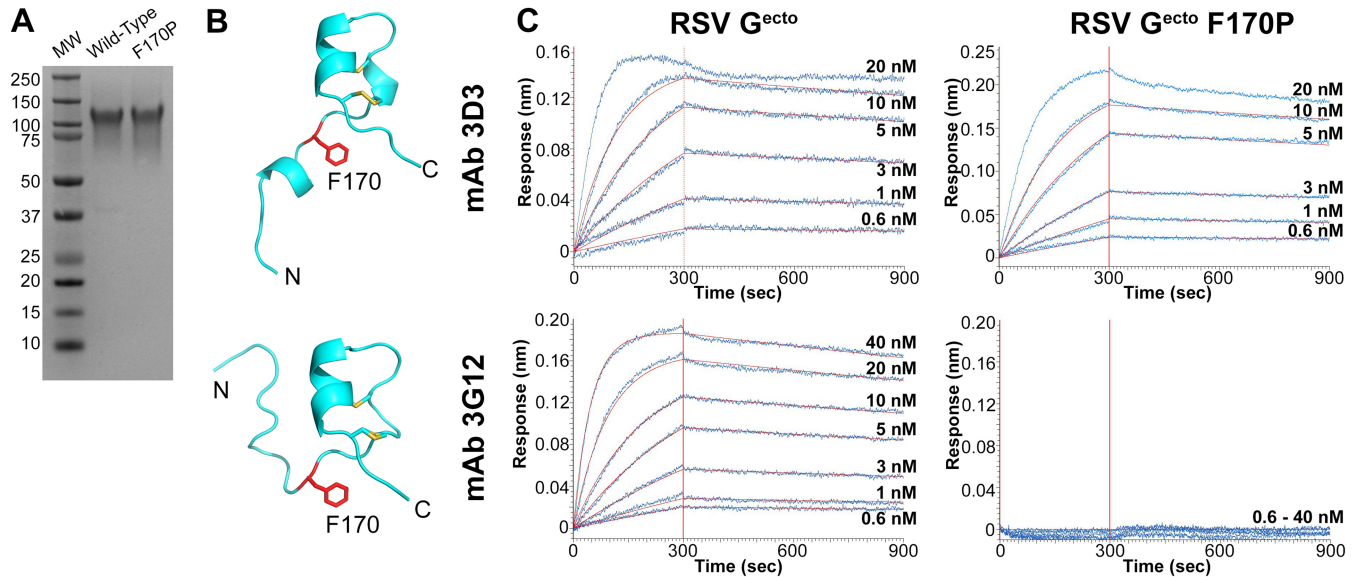 A
MW
Wild-Type
F170P
250
150
100
75
50
37
25
20
15
10
B
F170
C
N
N
F170
C
C
RSV Gᵉᶜᵗᵒ
RSV Gᵉᶜᵗᵒ F170P
mAb 3D3
Response (nm)
0.16
0.12
0.08
0.04
0
20 nM
10 nM
5 nM
3 nM
1 nM
0.6 nM
0
300
600
900
Time (sec)
Response (nm)
0.25
0.20
0.15
0.10
0.05
0
20 nM
10 nM
5 nM
3 nM
1 nM
0.6 nM
0
300
600
900
Time (sec)
mAb 3G12
Response (nm)
0.20
0.16
0.12
0.08
0.04
0
40 nM
20 nM
10 nM
5 nM
3 nM
1 nM
0.6 nM
0
300
600
900
Time (sec)
Response (nm)
0.20
0.16
0.12
0.08
0.04
0
0.6 - 40 nM
0
300
600
900
Time (sec)